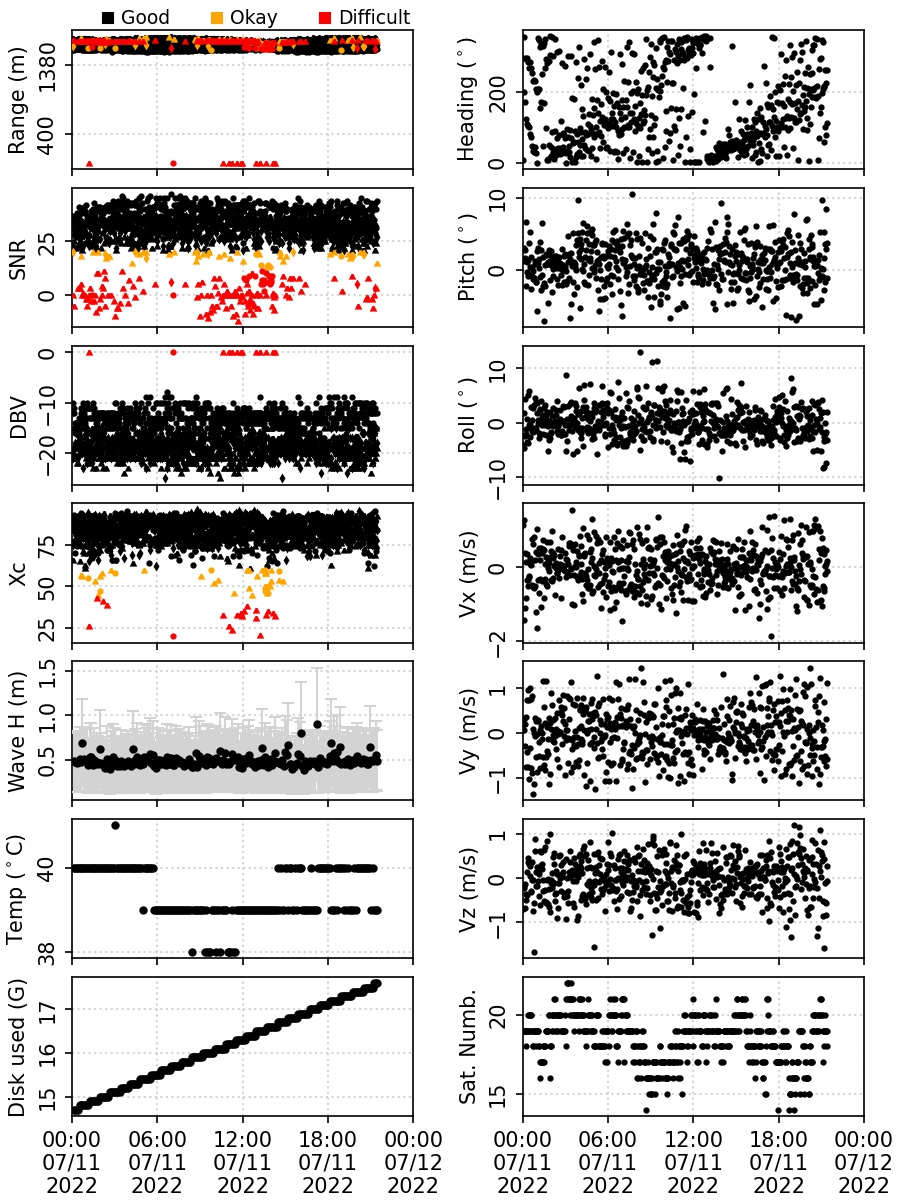 Good Okay Difficult
Range (m)
1380
400
Heading (°)
200
0
SNR
25
0
Pitch (°)
10
0
DBV
0
−10
−20
Roll (°)
10
0
−10
Xc
75
50
25
Vx (m/s)
0
−2
Wave H (m)
1.5
1.0
0.5
Vy (m/s)
1
0
−1
Temp (°C)
40
38
Vz (m/s)
1
0
−1
Disk used (G)
17
16
15
Sat. Numb.
20
15
00:00 06:00 12:00 18:00 00:00
07/11 07/11 07/11 07/11 07/12
2022 2022 2022 2022 2022
00:00 06:00 12:00 18:00 00:00
07/11 07/11 07/11 07/11 07/12
2022 2022 2022 2022 2022